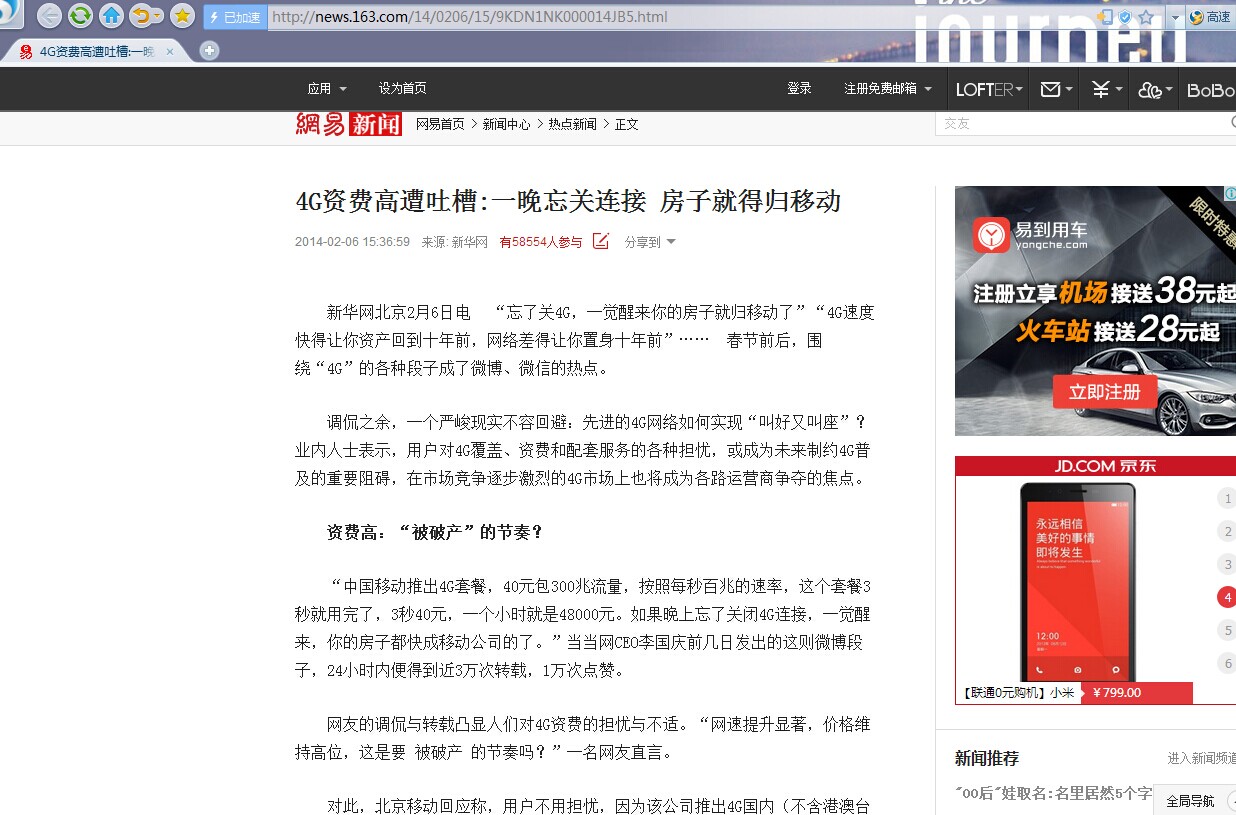 已加速
http://news.163.com/14/0206/15/9KDN1NK000014JB5.html
高速
4G资费高遭吐槽:一晚
应用
设为首页
登录
注册免费邮箱
LOFTER
BoBo
網易 新闻
网易首页 > 新闻中心 > 热点新闻 > 正文
交友
4G资费高遭吐槽:一晚忘关连接 房子就得归移动
2014-02-06 15:36:59 来源: 新华网 有58554人参与 分享到
新华网北京2月6日电 “忘了关4G，一觉醒来你的房子就归移动了”“4G速度
快得让你资产回到十年前，网络差得让你置身十年前”…… 春节前后，围
绕“4G”的各种段子成了微博、微信的热点。
调侃之余，一个严峻现实不容回避：先进的4G网络如何实现“叫好又叫座”？
业内人士表示，用户对4G覆盖、资费和配套服务的各种担忧，或成为未来制约4G普
及的重要阻碍，在市场竞争逐步激烈的4G市场上也将成为各路运营商争夺的焦点。
资费高：“被破产”的节奏？
“中国移动推出4G套餐，40元包300兆流量，按照每秒百兆的速率，这个套餐3
秒就用完了，3秒40元，一个小时就是48000元。如果晚上忘了关闭4G连接，一觉醒
来，你的房子都快成移动公司的了。”当当网CEO李国庆前几日发出的这则微博段
子，24小时内便得到近3万次转载，1万次点赞。
网友的调侃与转载凸显人们对4G资费的担忧与不适。“网速提升显著，价格维
持高位，这是要 被破产 的节奏吗？”一名网友直言。
对此，北京移动回应称，用户不用担忧，因为该公司推出4G国内（不含港澳台
限时特惠
易到用车
yongche.com
注册立享机场接送38元起
火车站接送28元起
立即注册
JD.COM 京东
永远相信
美好的事情
即将发生
12:00
1
2
3
4
5
6
【联通0元购机】小米
￥799.00
新闻推荐
进入新闻频道
"00后"娃取名:名里居然5个字
全局导航